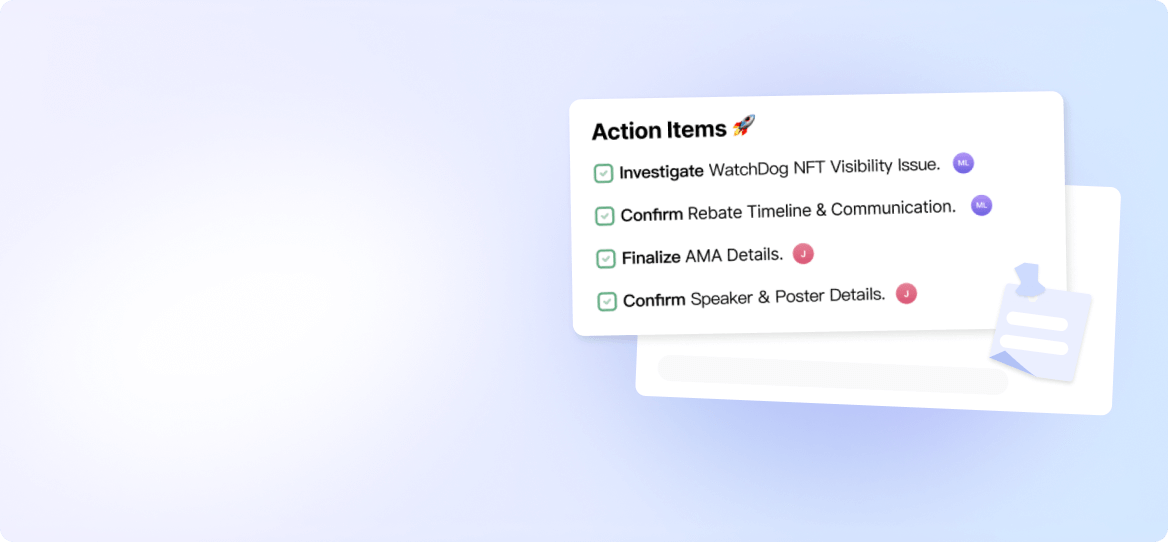 Action Items 🚀
Investigate WatchDog NFT Visibility Issue. ML
Confirm Rebate Timeline & Communication. ML
Finalize AMA Details. J
Confirm Speaker & Poster Details. J